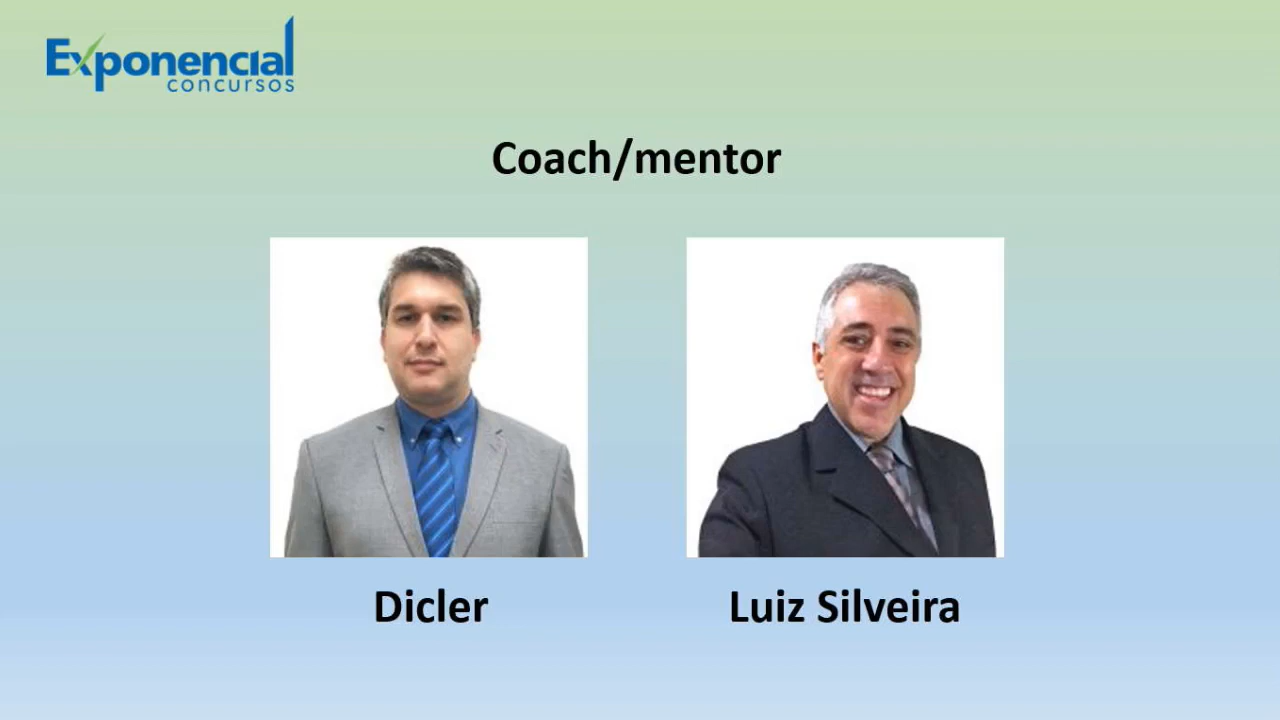 Exponencial
concursos
Coach/mentor
Dicler
Luiz Silveira